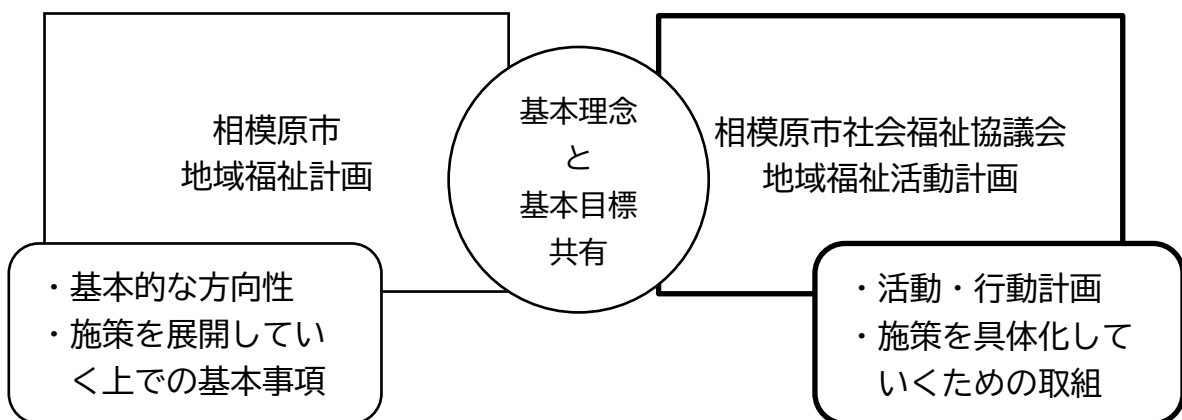 相模原市
地域福祉計画
基本理念
と
基本目標
共有
相模原市社会福祉協議会
地域福祉活動計画
・基本的な方向性
・施策を展開してい
く上での基本事項
・活動・行動計画
・施策を具体化して
いくための取組